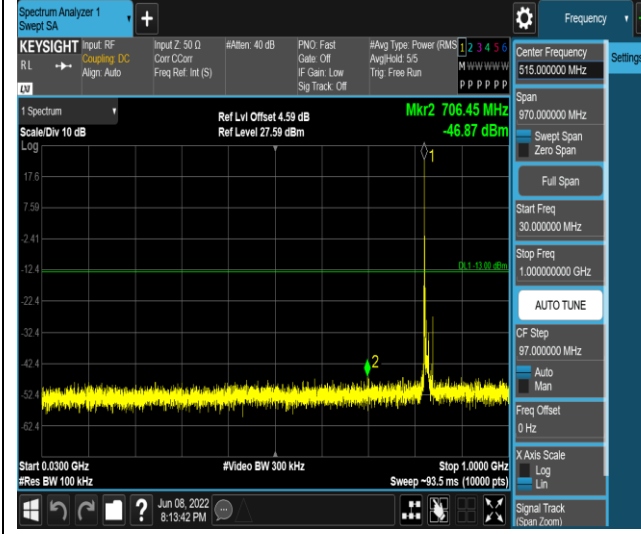 Spectrum Analyzer 1
Swept SA
+
Frequency
KEYSIGHT
RL
LXI
Input: RF
Coupling: DC
Align: Auto
Input Z: 50 Ω
Corr CCorr
Freq Ref: Int (S)
#Atten: 40 dB
PNO: Fast
Gate: Off
IF Gain: Low
Sig Track: Off
#Avg Type: Power (RMS
Avg|Hold: 5/5
Trig: Free Run
1 2 3 4 5 6
M W W W W W
P P P P P P
1 Spectrum
Scale/Div 10 dB
Log
Ref Lvl Offset 4.59 dB
Ref Level 27.59 dBm
Mkr2 706.45 MHz
-46.87 dBm
1
17.6
7.59
-2.41
-12.4
DL1 -13.00 dBm
-22.4
-32.4
-42.4
2
-52.4
-62.4
Start 0.0300 GHz
#Res BW 100 kHz
#Video BW 300 kHz
Stop 1.0000 GHz
Sweep ~93.5 ms (10000 pts)
?
Jun 08, 2022
8:13:42 PM
Center Frequency
515.000000 MHz
Settings
Span
970.000000 MHz
Swept Span
Zero Span
Full Span
Start Freq
30.000000 MHz
Stop Freq
1.000000000 GHz
AUTO TUNE
CF Step
97.000000 MHz
Auto
Man
Freq Offset
0 Hz
X Axis Scale
Log
Lin
Signal Track
(Span Zoom)